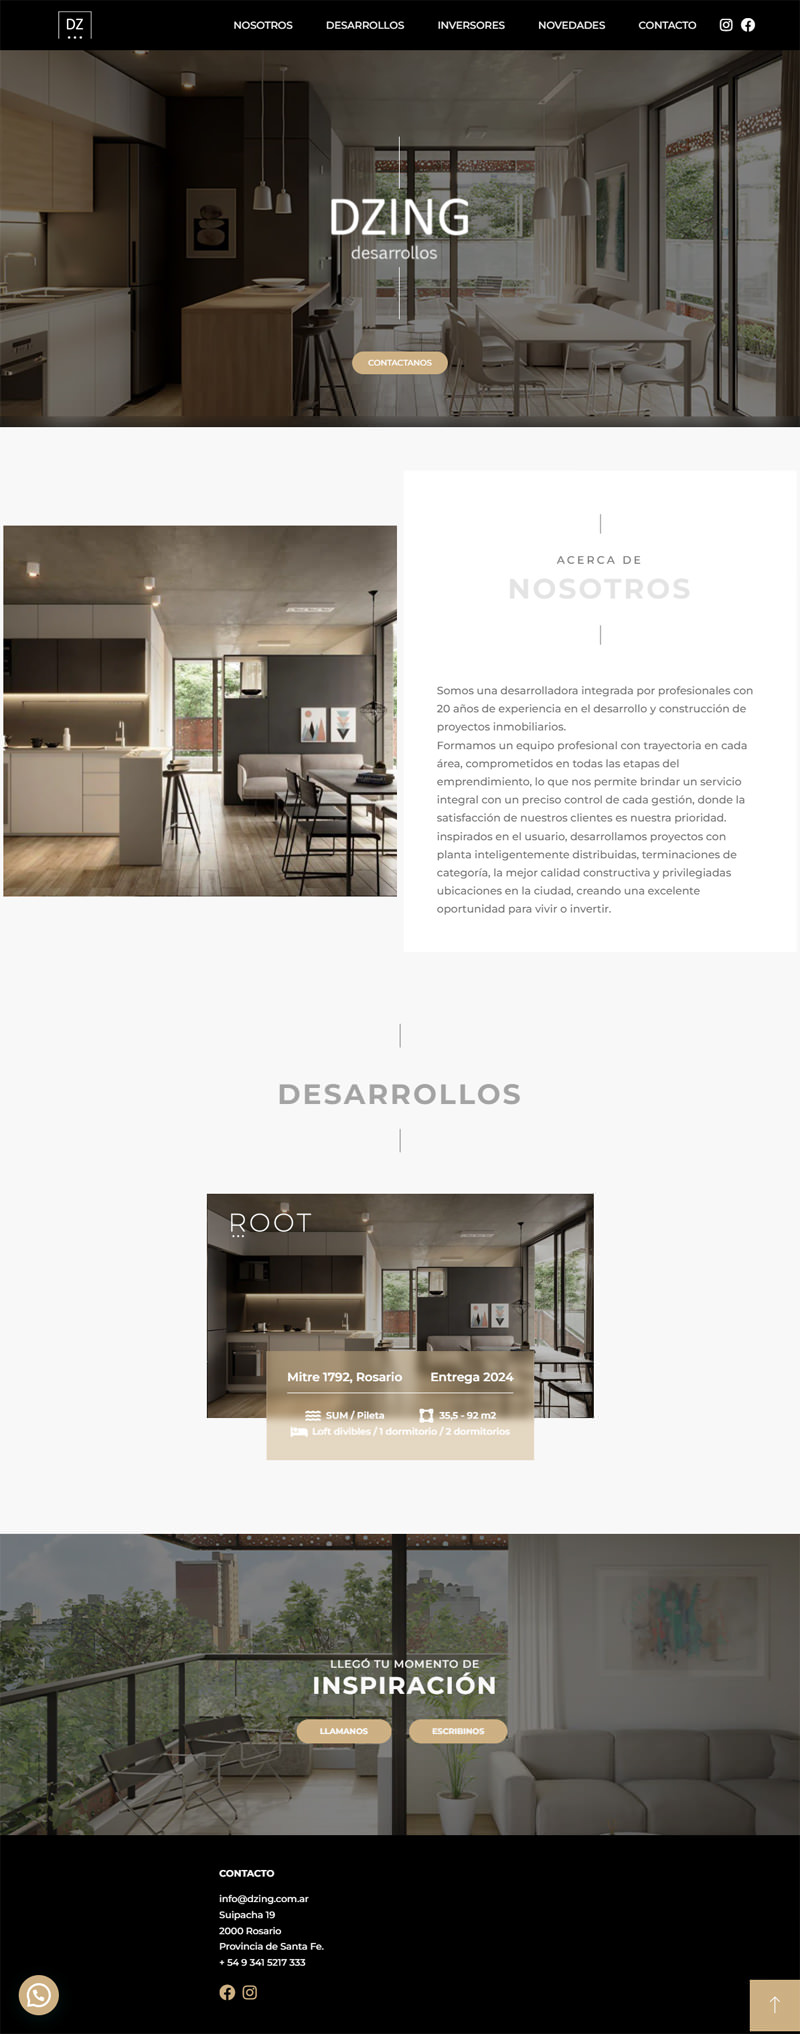 DZ
NOSOTROS DESARROLLOS INVERSORES NOVEDADES CONTACTO
DZING
desarrollos
CONTACTANOS
ACERCA DE
NOSOTROS
Somos una desarrolladora integrada por profesionales con
20 años de experiencia en el desarrollo y construcción de
proyectos inmobiliarios.
Formamos un equipo profesional con trayectoria en cada
área, comprometidos en todas las etapas del
emprendimiento, lo que nos permite brindar un servicio
integral con un preciso control de cada gestión, donde la
satisfacción de nuestros clientes es nuestra prioridad.
inspirados en el usuario, desarrollamos proyectos con
planta inteligentemente distribuidas, terminaciones de
categoría, la mejor calidad constructiva y privilegiadas
ubicaciones en la ciudad, creando una excelente
oportunidad para vivir o invertir.
DESARROLLOS
ROOT
Mitre 1792, Rosario Entrega 2024
SUM / Pileta 35,5 - 92 m2
Loft divibles / 1 dormitorio / 2 dormitorios
LLEGÓ TU MOMENTO DE
INSPIRACIÓN
LLAMANOS ESCRIBINOS
CONTACTO
info@dzing.com.ar
Suipacha 19
2000 Rosario
Provincia de Santa Fe.
+ 54 9 341 5217 333